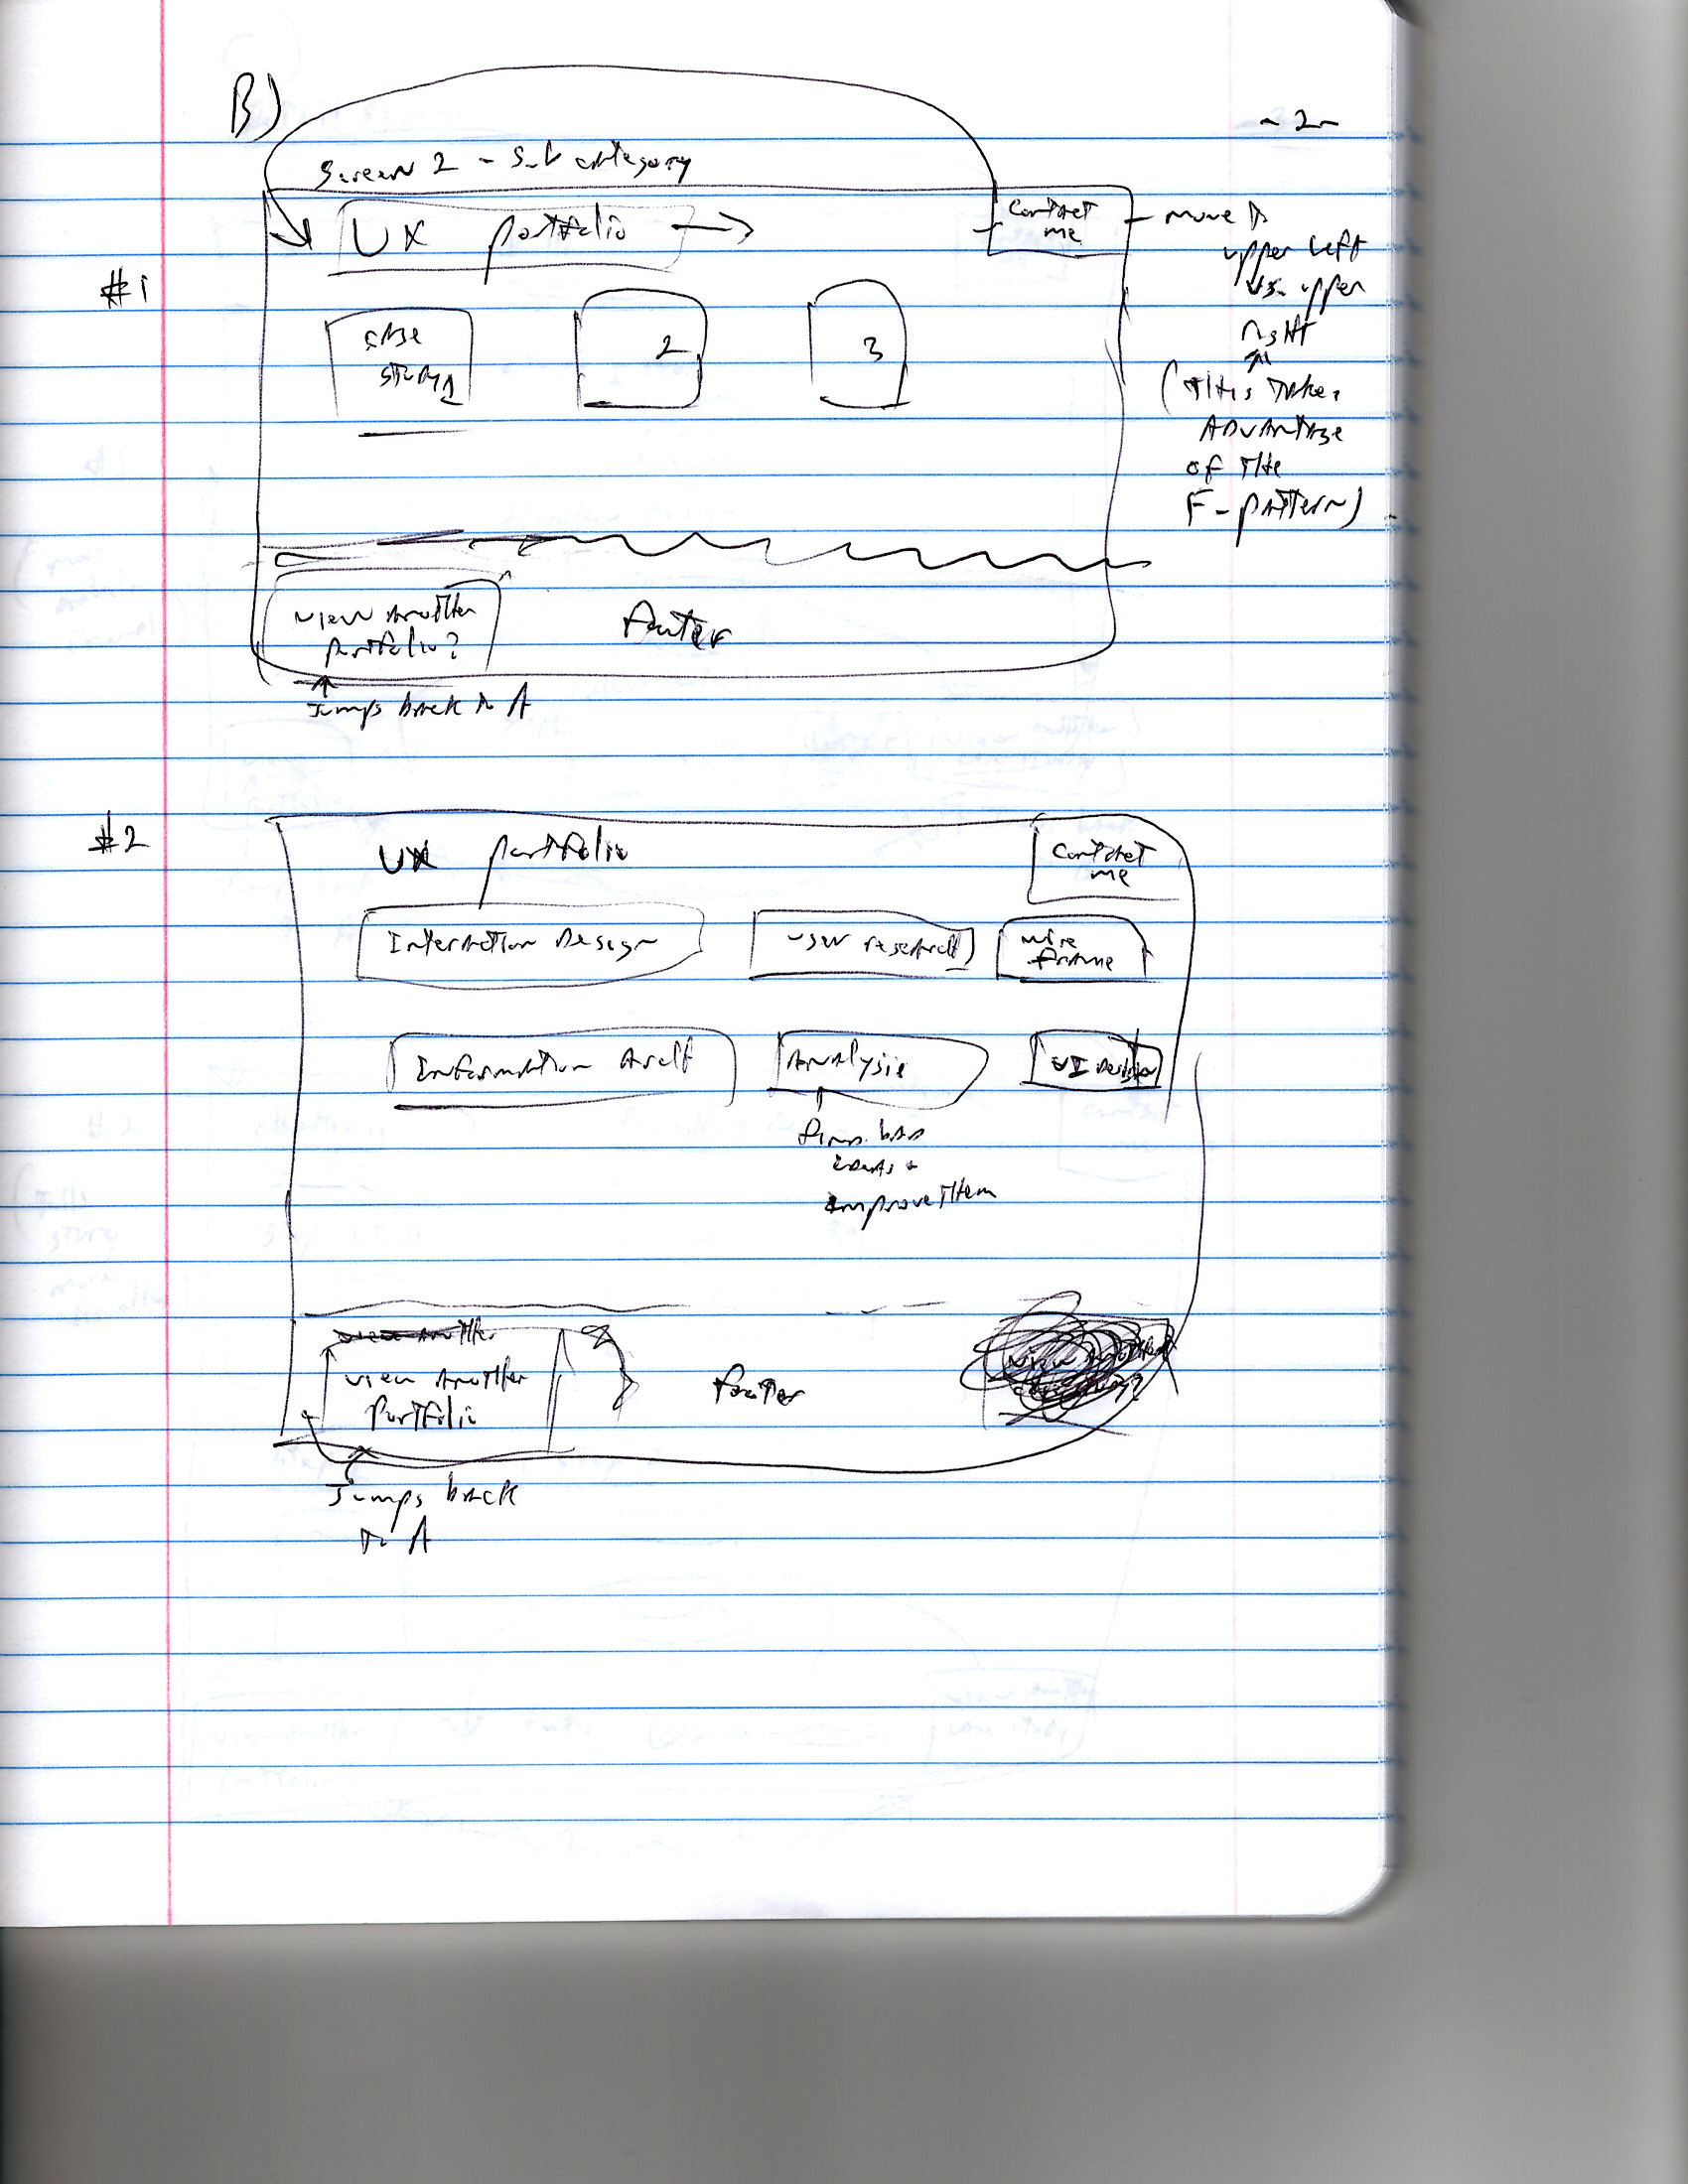 B)
- 2 -
Screen 2 - Sub category
UX portfolio →
Contact
me
move to
upper left
vs. upper
right
(This takes
advantage
of the
F-pattern)
#1
case
study 1
2
3
view another
portfolio?
footer
Jumps back to A
#2
UX portfolio
Contact
me
Interaction Design
user research
wire
frame
Information Arch
Analysis
UI Design
find bad
ideas +
improve them
view another
view another
portfolio
footer
Jumps back
to A